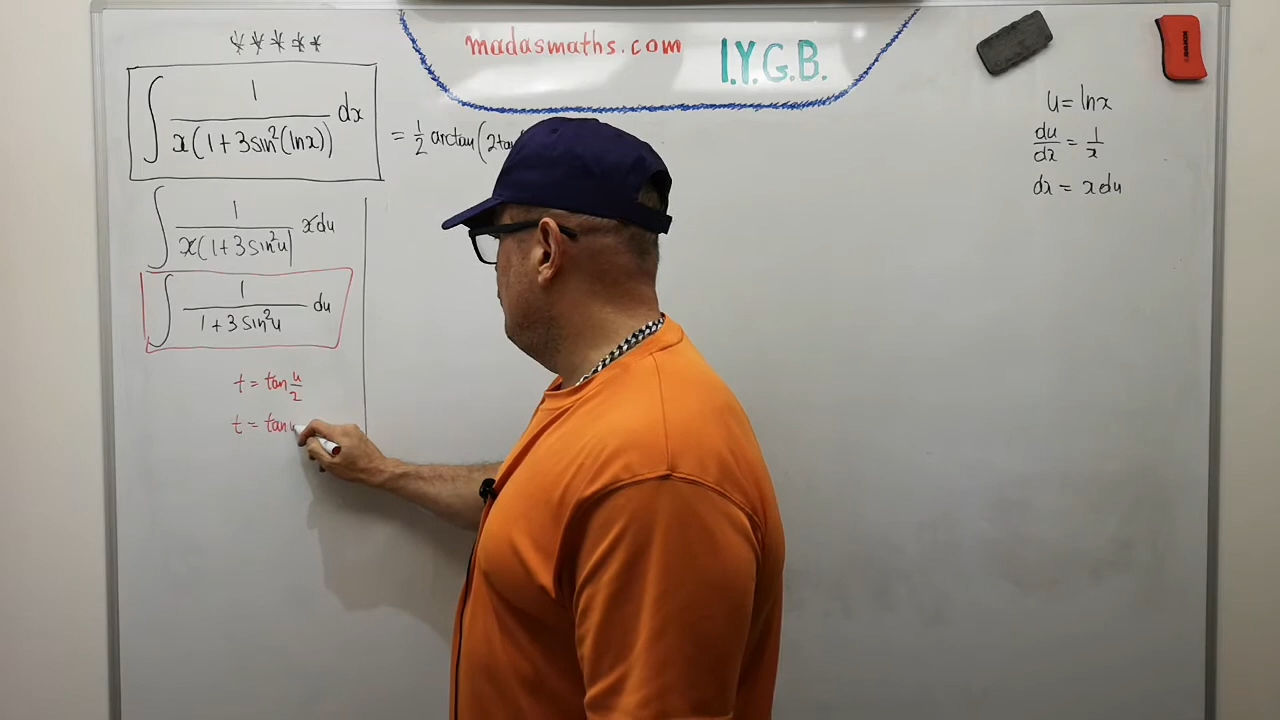 *****
madasmaths.com
I.Y.G.B.
∫ 1 / x(1+3sin²(lnx)) dx
= 1/2 arctan(2tan
∫ 1 / x(1+3sin²u) xdu
∫ 1 / 1+3sin²u du
t = tan u/2
t = tan
u = lnx
du/dx = 1/x
dx = xdu